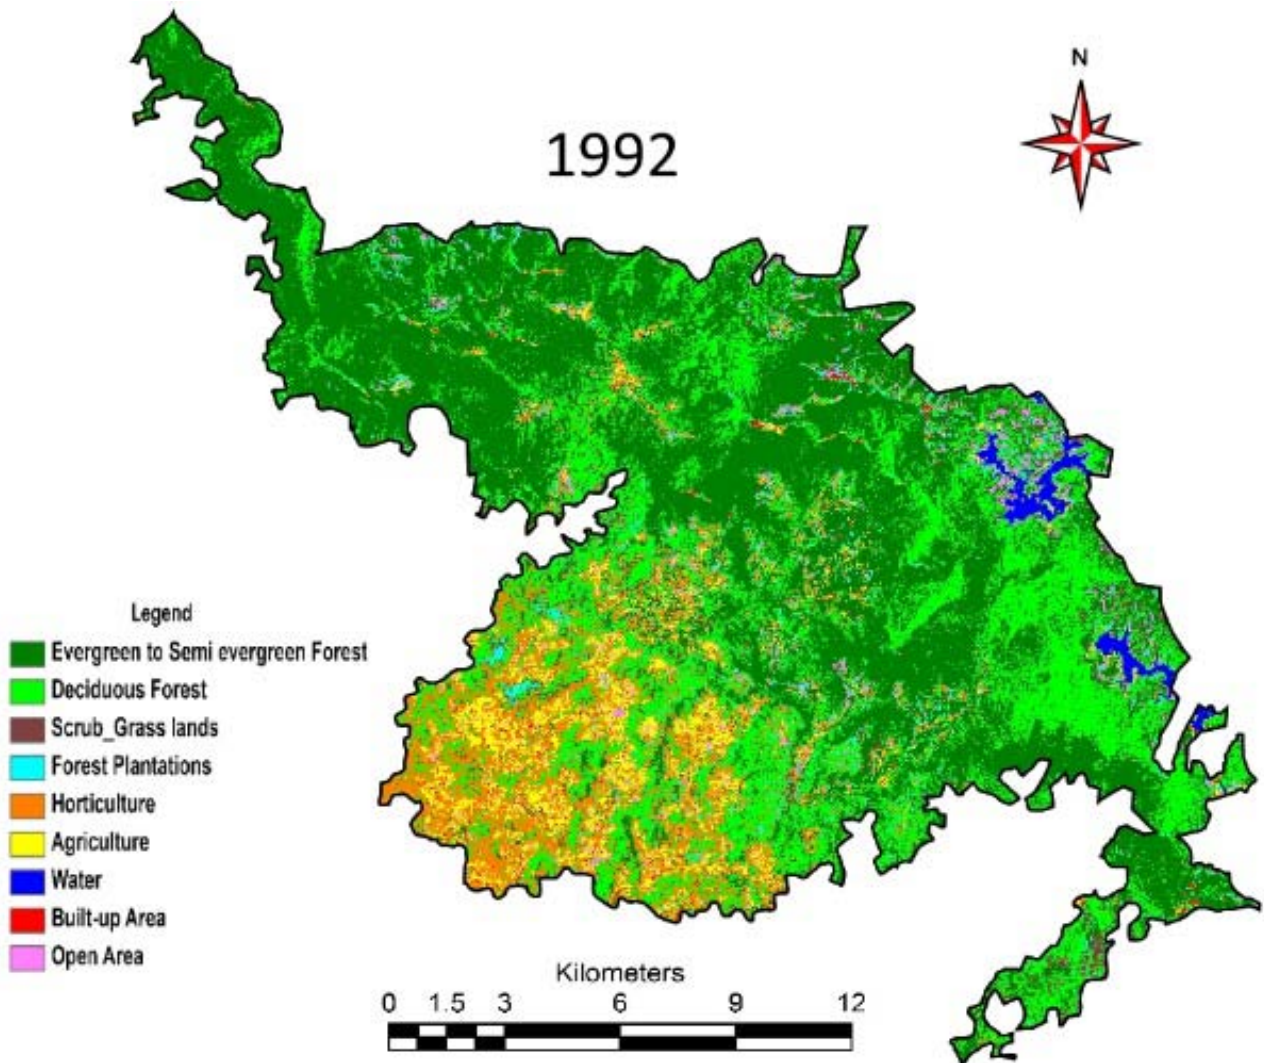 N
1992
Legend
Evergreen to Semi evergreen Forest
Deciduous Forest
Scrub_Grass lands
Forest Plantations
Horticulture
Agriculture
Water
Built-up Area
Open Area
Kilometers
0 1.5 3 6 9 12